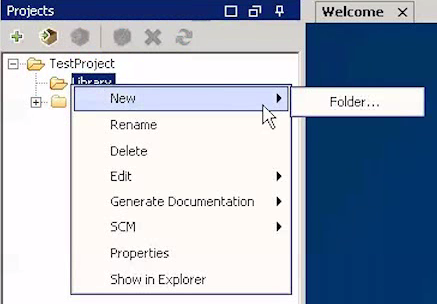 Projects
Welcome
TestProject
Library
New
Folder...
Rename
Delete
Edit
Generate Documentation
SCM
Properties
Show in Explorer